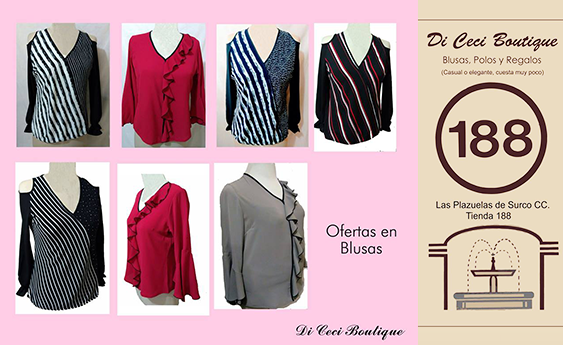 Ofertas en
Blusas
Di Ceci Boutique
Di Ceci Boutique
Blusas, Polos y Regalos
(Casual o elegante, cuesta muy poco)
188
Las Plazuelas de Surco CC.
Tienda 188